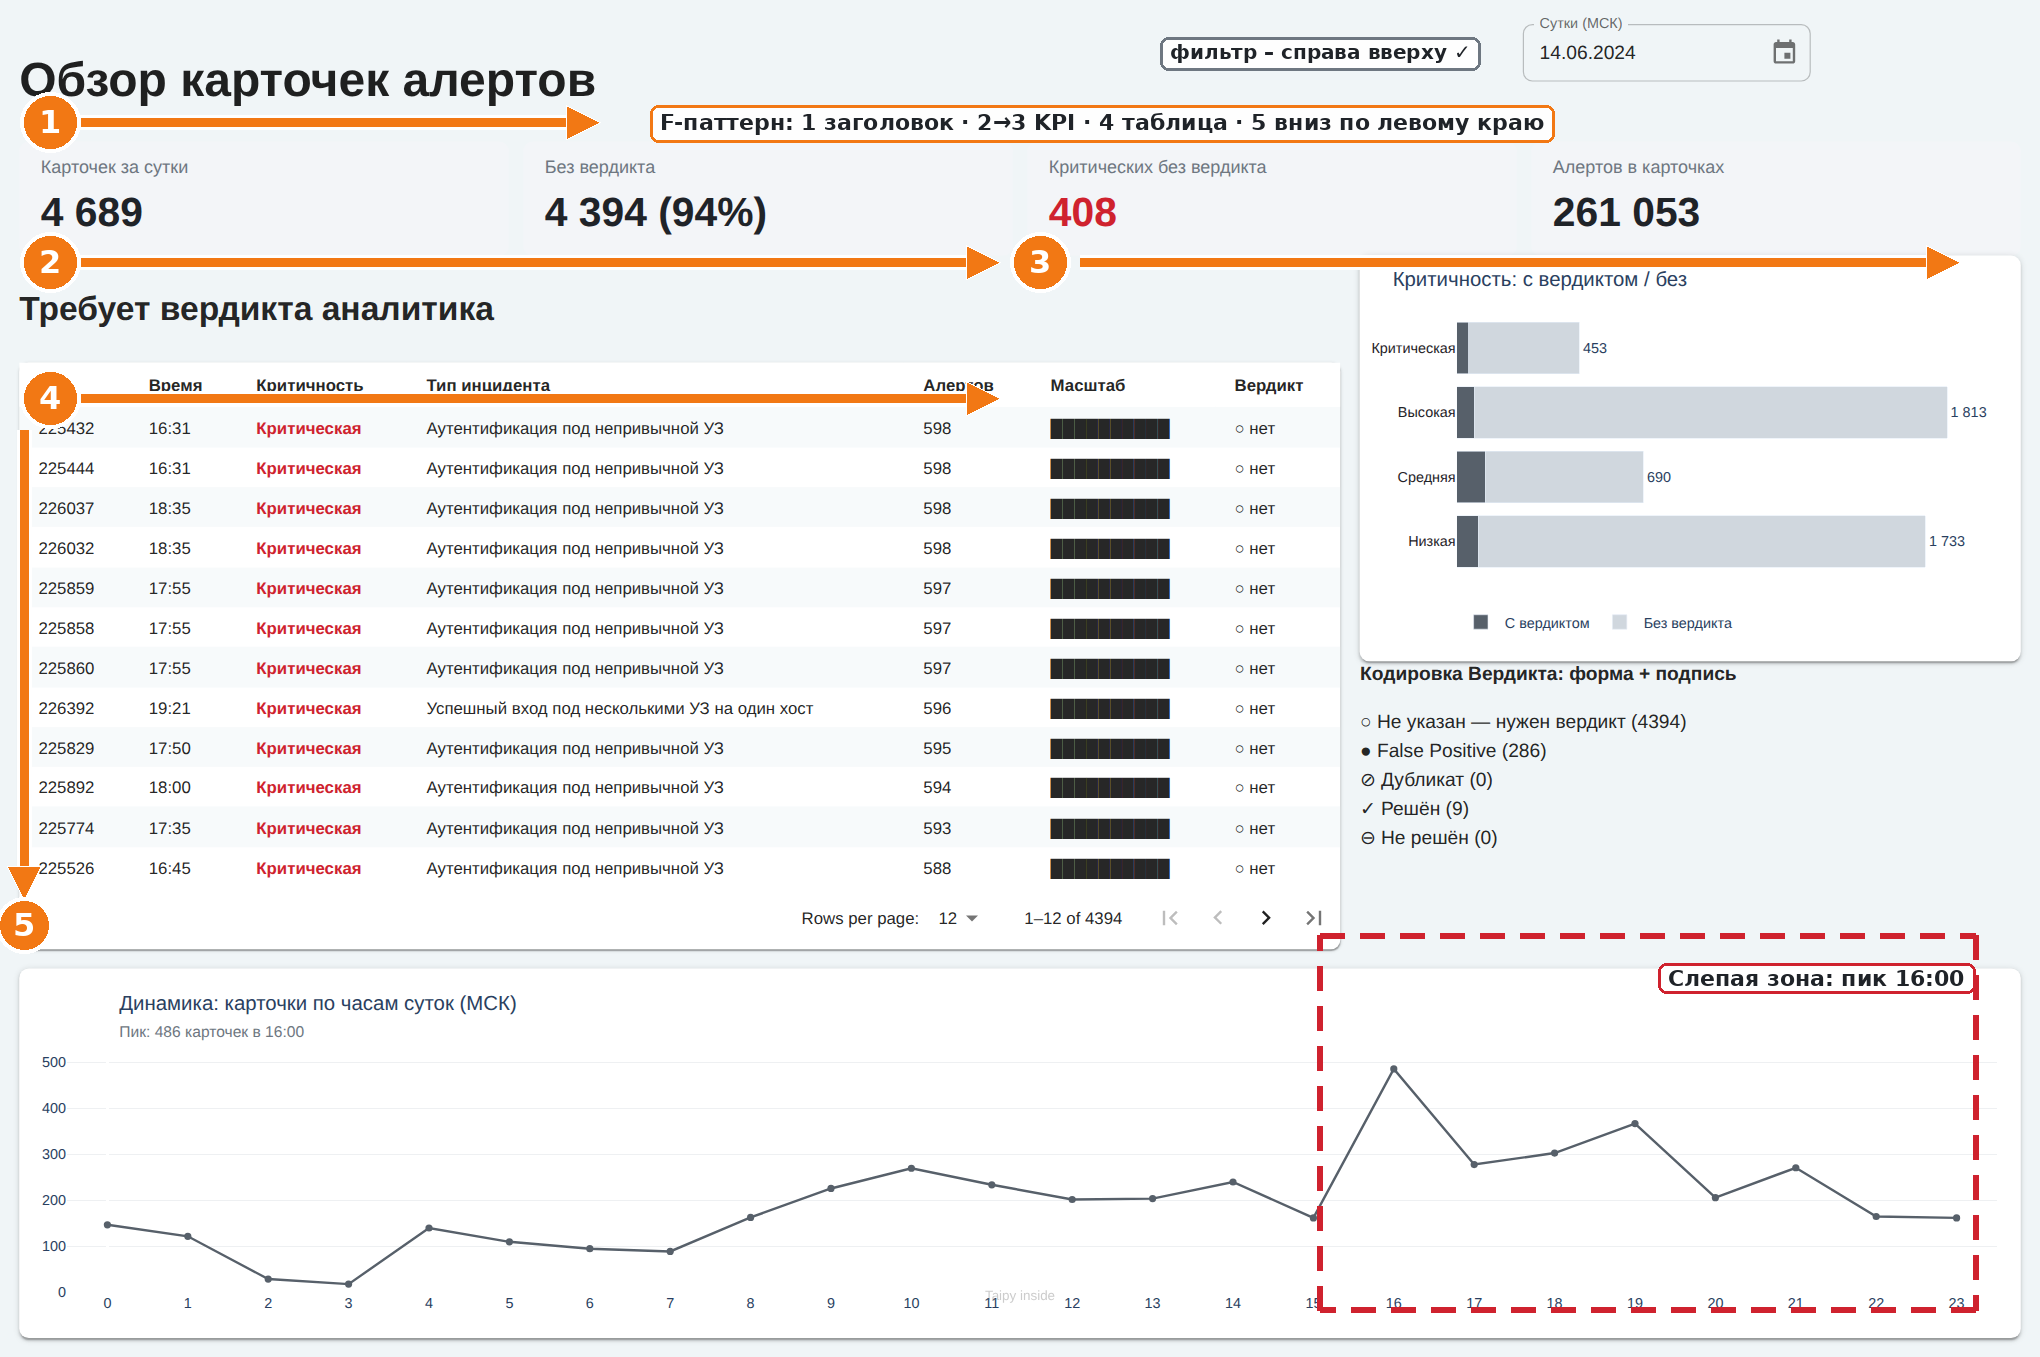 Сутки (МСК)
фильтр – справа вверху ✓
14.06.2024
Обзор карточек алертов
1
F-паттерн: 1 заголовок · 2→3 KPI · 4 таблица · 5 вниз по левому краю
Карточек за сутки
4 689
Без вердикта
4 394 (94%)
Критических без вердикта
408
Алертов в карточках
261 053
2
3
Требует вердикта аналитика
4
Время Критичность Тип инцидента Алертов Масштаб Вердикт
225432 16:31 Критическая Аутентификация под непривычной УЗ 598 ██████████ ○ нет
225444 16:31 Критическая Аутентификация под непривычной УЗ 598 ██████████ ○ нет
226037 18:35 Критическая Аутентификация под непривычной УЗ 598 ██████████ ○ нет
226032 18:35 Критическая Аутентификация под непривычной УЗ 598 ██████████ ○ нет
225859 17:55 Критическая Аутентификация под непривычной УЗ 597 ██████████ ○ нет
225858 17:55 Критическая Аутентификация под непривычной УЗ 597 ██████████ ○ нет
225860 17:55 Критическая Аутентификация под непривычной УЗ 597 ██████████ ○ нет
226392 19:21 Критическая Успешный вход под несколькими УЗ на один хост 596 ██████████ ○ нет
225829 17:50 Критическая Аутентификация под непривычной УЗ 595 ██████████ ○ нет
225892 18:00 Критическая Аутентификация под непривычной УЗ 594 ██████████ ○ нет
225774 17:35 Критическая Аутентификация под непривычной УЗ 593 ██████████ ○ нет
225526 16:45 Критическая Аутентификация под непривычной УЗ 588 ██████████ ○ нет
5
Rows per page: 12 1–12 of 4394
Критичность: с вердиктом / без
Критическая 453
Высокая 1 813
Средняя 690
Низкая 1 733
С вердиктом Без вердикта
Кодировка Вердикта: форма + подпись
○ Не указан — нужен вердикт (4394)
● False Positive (286)
⊘ Дубликат (0)
✓ Решён (9)
⊖ Не решён (0)
Слепая зона: пик 16:00
Динамика: карточки по часам суток (МСК)
Пик: 486 карточек в 16:00
500
400
300
200
100
0
0 1 2 3 4 5 6 7 8 9 10 11 12 13 14 15 16 17 18 19 20 21 22 23
Taipy inside